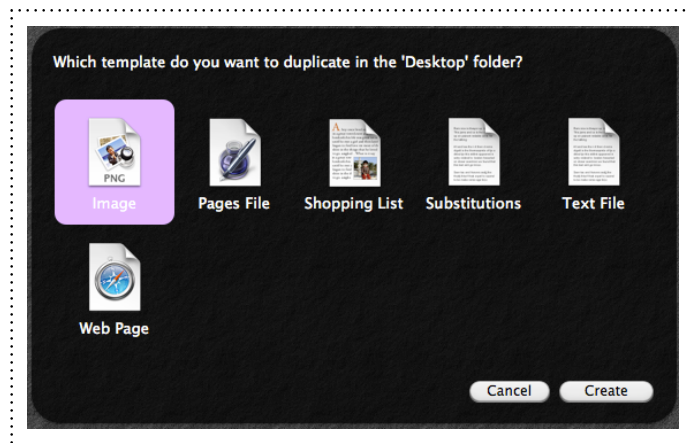 Which template do you want to duplicate in the 'Desktop' folder?
PNG
Image
Pages File
Shopping List
Substitutions
Text File
Web Page
Cancel
Create